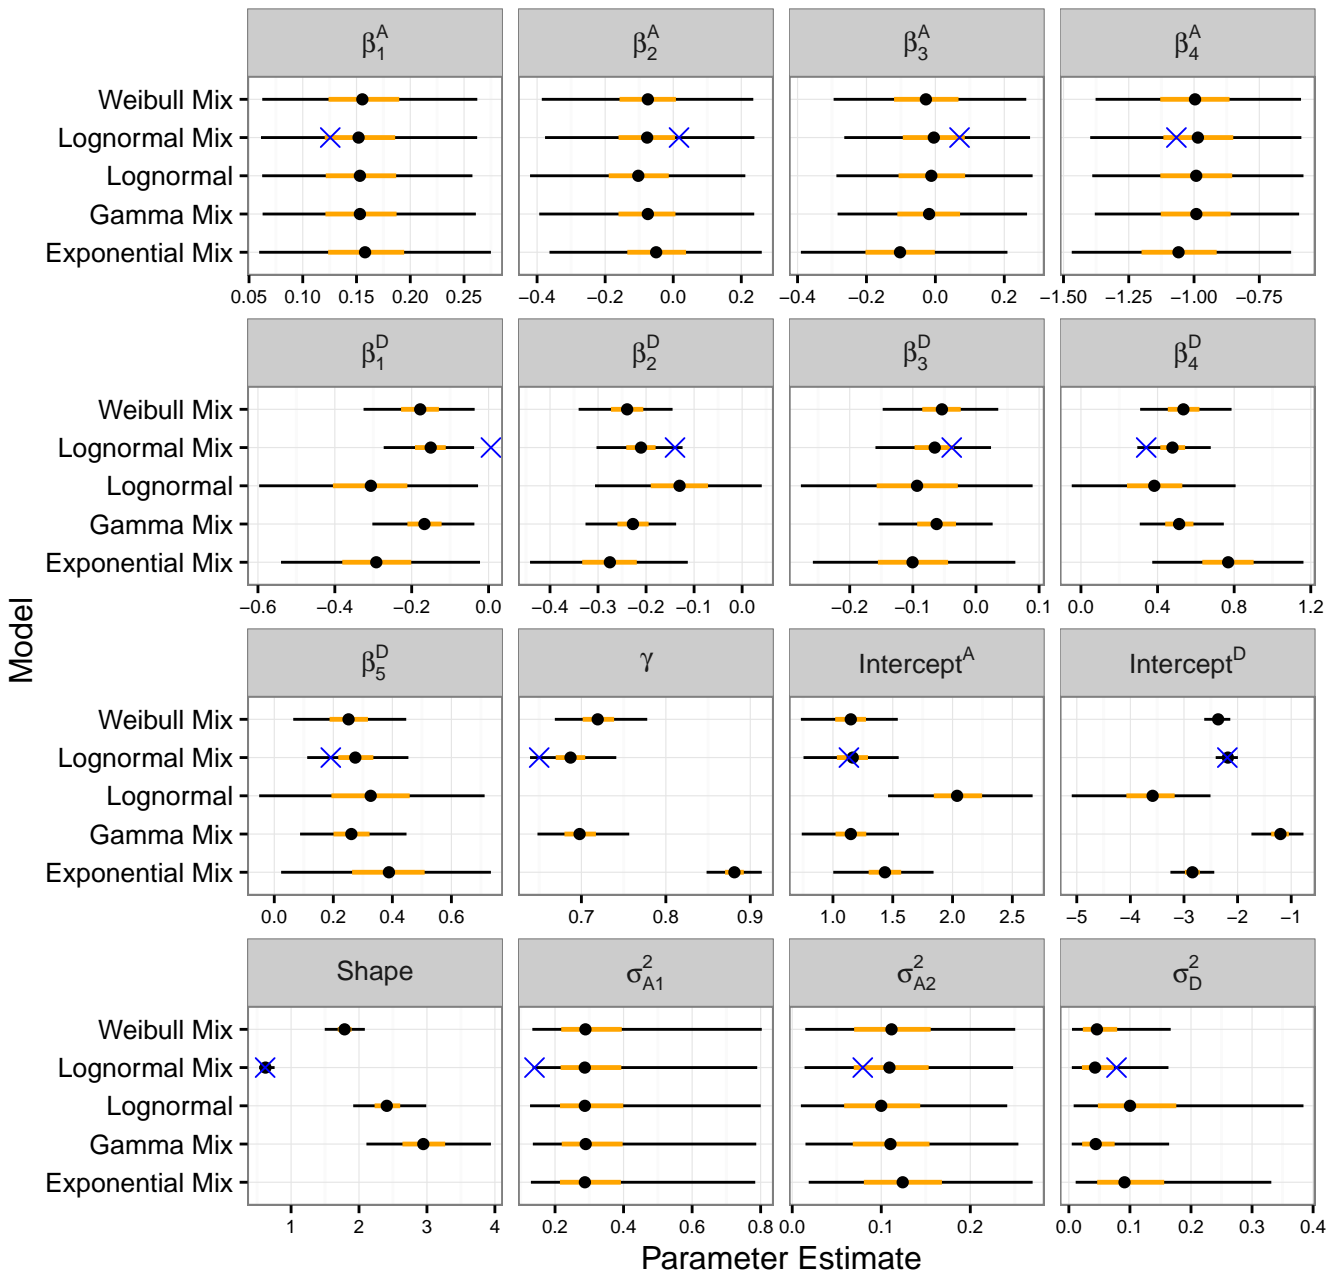 β₁ᴬ β₂ᴬ β₃ᴬ β₄ᴬ
Weibull Mix
Lognormal Mix
Lognormal
Gamma Mix
Exponential Mix
0.05 0.10 0.15 0.20 0.25 −0.4 −0.2 0.0 0.2 −0.4 −0.2 0.0 0.2 −1.50 −1.25 −1.00 −0.75
β₁ᴰ β₂ᴰ β₃ᴰ β₄ᴰ
Weibull Mix
Lognormal Mix
Lognormal
Gamma Mix
Exponential Mix
−0.6 −0.4 −0.2 0.0 −0.4 −0.3 −0.2 −0.1 0.0 −0.2 −0.1 0.0 0.1 0.0 0.4 0.8 1.2
Model
β₅ᴰ γ Interceptᴬ Interceptᴰ
Weibull Mix
Lognormal Mix
Lognormal
Gamma Mix
Exponential Mix
0.0 0.2 0.4 0.6 0.7 0.8 0.9 1.0 1.5 2.0 2.5 −5 −4 −3 −2 −1
Shape σ²_A1 σ²_A2 σ²_D
Weibull Mix
Lognormal Mix
Lognormal
Gamma Mix
Exponential Mix
1 2 3 4 0.2 0.4 0.6 0.8 0.0 0.1 0.2 0.0 0.1 0.2 0.3 0.4
Parameter Estimate